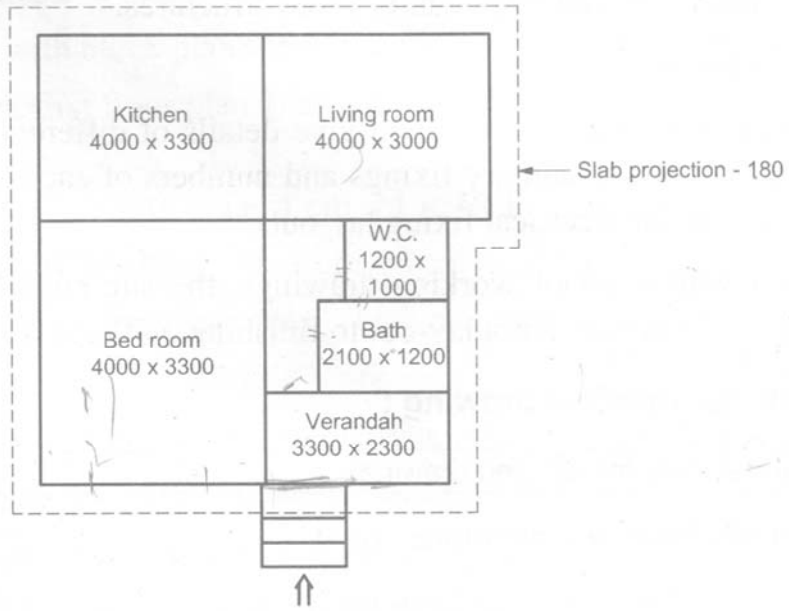 Kitchen
4000 x 3300
Living room
4000 x 3000
Slab projection - 180
W.C.
1200 x
1000
Bath
2100 x 1200
Bed room
4000 x 3300
Verandah
3300 x 2300